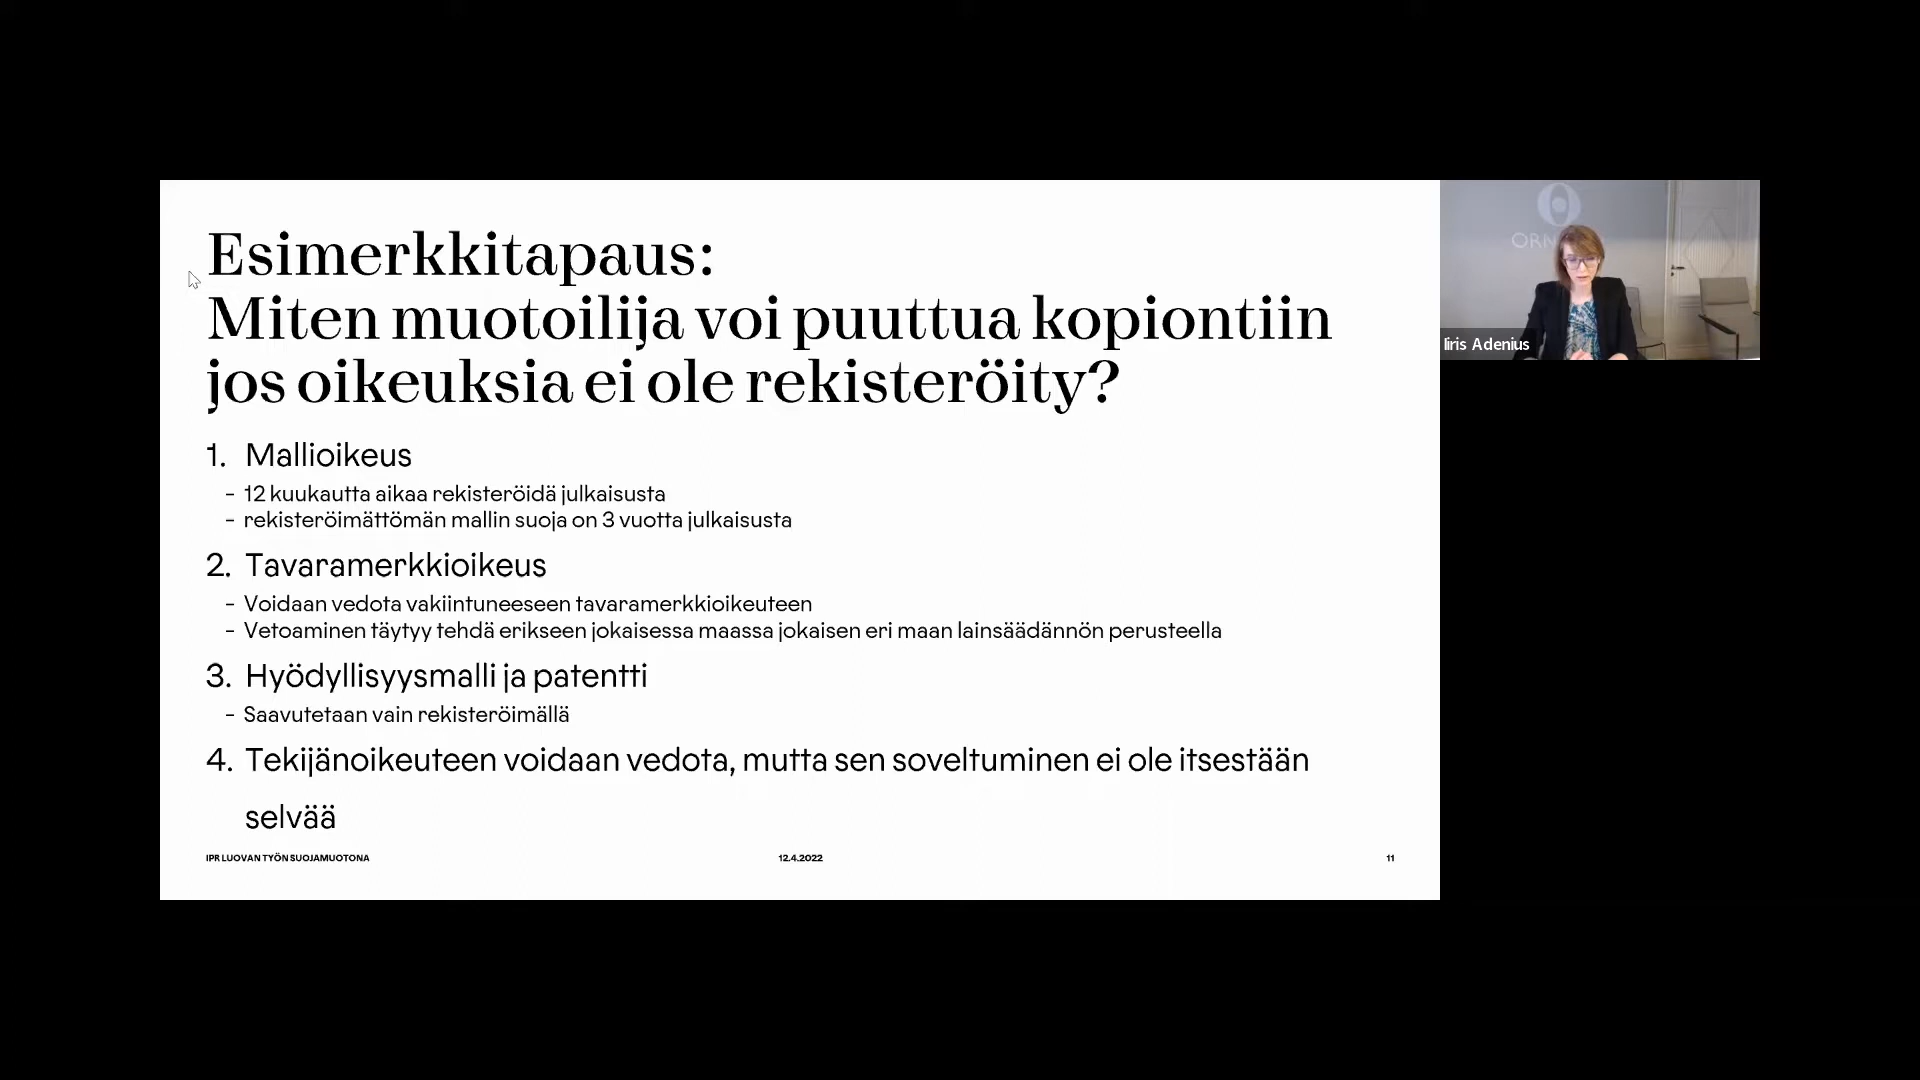 Esimerkkitapaus:
Miten muotoilija voi puuttua kopiontiin
jos oikeuksia ei ole rekisteröity?
1. Mallioikeus
- 12 kuukautta aikaa rekisteröidä julkaisusta
- rekisteröimättömän mallin suoja on 3 vuotta julkaisusta
2. Tavaramerkkioikeus
- Voidaan vedota vakiintuneeseen tavaramerkkioikeuteen
- Vetoaminen täytyy tehdä erikseen jokaisessa maassa jokaisen eri maan lainsäädännön perusteella
3. Hyödyllisyysmalli ja patentti
- Saavutetaan vain rekisteröimällä
4. Tekijänoikeuteen voidaan vedota, mutta sen soveltuminen ei ole itsestään
selvää
IPR LUOVAN TYÖN SUOJAMUOTONA
12.4.2022
11
Iiris Adenius